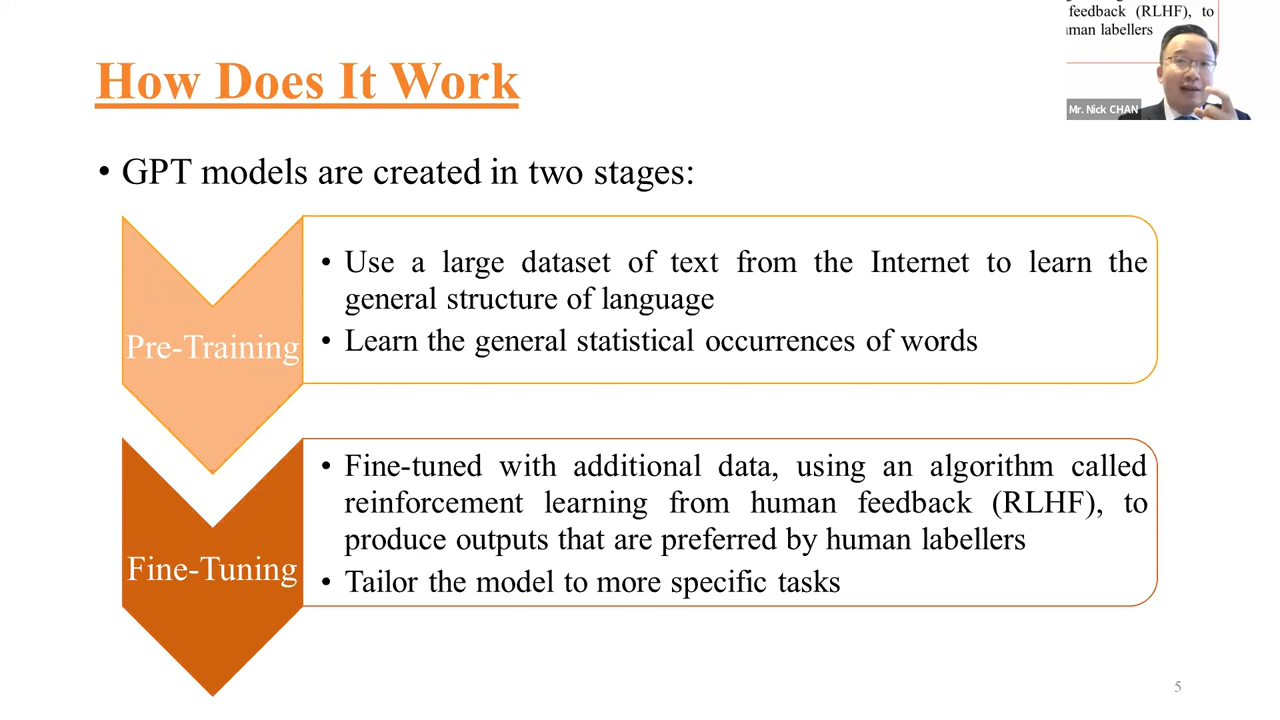 feedback (RLHF), to
man labellers
Mr. Nick CHAN
How Does It Work
• GPT models are created in two stages:
Pre-Training
• Use a large dataset of text from the Internet to learn the
general structure of language
• Learn the general statistical occurrences of words
Fine-Tuning
• Fine-tuned with additional data, using an algorithm called
reinforcement learning from human feedback (RLHF), to
produce outputs that are preferred by human labellers
• Tailor the model to more specific tasks
5